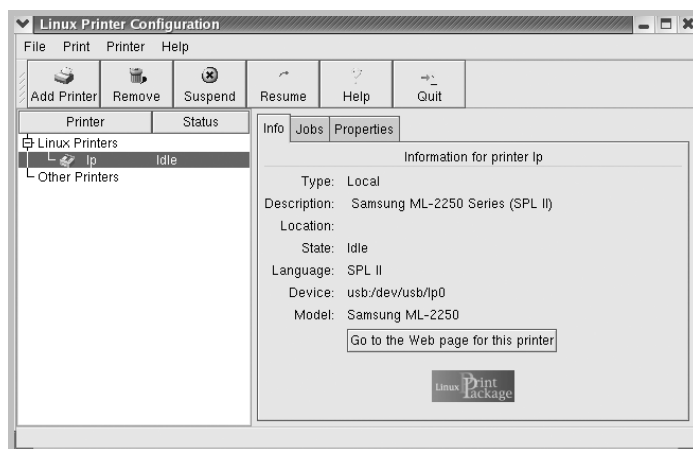 Linux Printer Configuration
File Print Printer Help
Add Printer Remove Suspend Resume Help Quit
Printer Status
Linux Printers
lp Idle
Other Printers
Info Jobs Properties
Information for printer lp
Type: Local
Description: Samsung ML-2250 Series (SPL II)
Location:
State: Idle
Language: SPL II
Device: usb:/dev/usb/lp0
Model: Samsung ML-2250
Go to the Web page for this printer
Linux Print Package